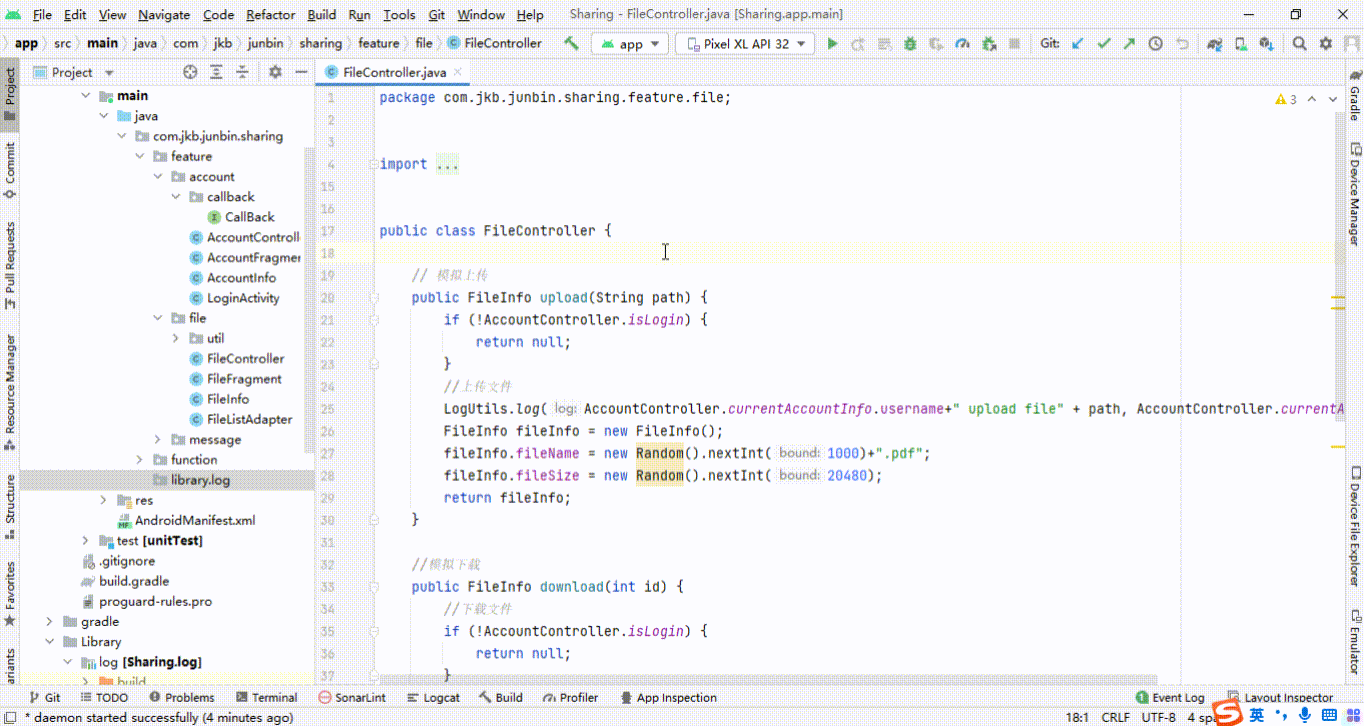 File Edit View Navigate Code Refactor Build Run Tools Git Window Help Sharing - FileController.java [Sharing.app.main]
app src main java com jkb junbin sharing feature file FileController app Pixel XL API 32 Git:
Project
FileController.java
Project
Commit
Pull Requests
Resource Manager
Structure
Favorites
ariants
main
java
com.jkb.junbin.sharing
feature
account
callback
CallBack
AccountControll
AccountFragmer
AccountInfo
LoginActivity
file
util
FileController
FileFragment
FileInfo
FileListAdapter
message
function
library.log
res
AndroidManifest.xml
test [unitTest]
.gitignore
build.gradle
proguard-rules.pro
gradle
Library
log [Sharing.log]
build
1 package com.jkb.junbin.sharing.feature.file;
2
3
4 import ...
15
16
17 public class FileController {
18
19 // 模拟上传
20 public FileInfo upload(String path) {
21 if (!AccountController.isLogin) {
22 return null;
23 }
24 //上传文件
25 LogUtils.log( log: AccountController.currentAccountInfo.username+" upload file" + path, AccountController.currentA
26 FileInfo fileInfo = new FileInfo();
27 fileInfo.fileName = new Random().nextInt( bound: 1000)+".pdf";
28 fileInfo.fileSize = new Random().nextInt( bound: 20480);
29 return fileInfo;
30 }
31
32 //模拟下载
33 public FileInfo download(int id) {
34 //下载文件
35 if (!AccountController.isLogin) {
36 return null;
37 }
3
Gradle
Device Manager
Device File Explorer
Emulator
Git TODO Problems Terminal SonarLint Logcat Build Profiler App Inspection 1 Event Log Layout Inspector
* daemon started successfully (4 minutes ago) 18:1 CRLF UTF-8 4 spa
S 英